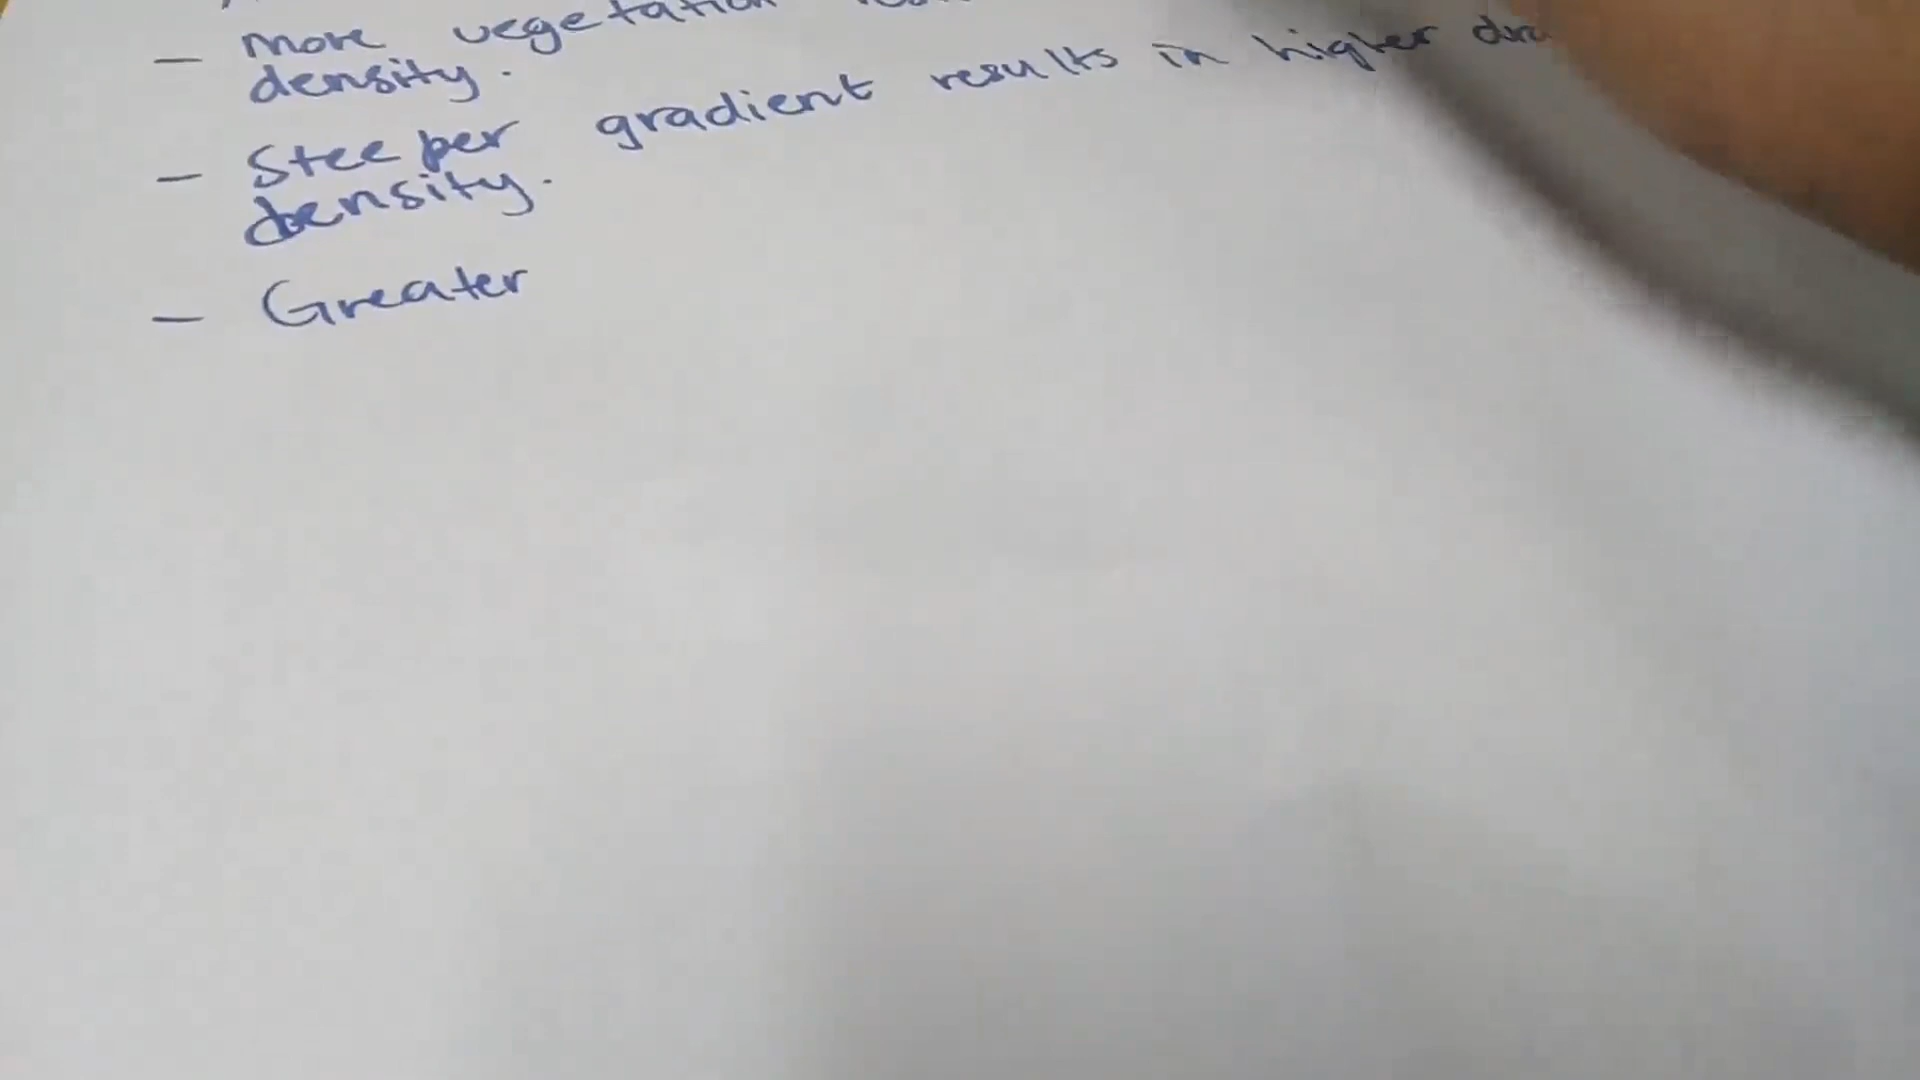 - More vegetation
density.
- Steeper gradient results in higher
density.
- Greater